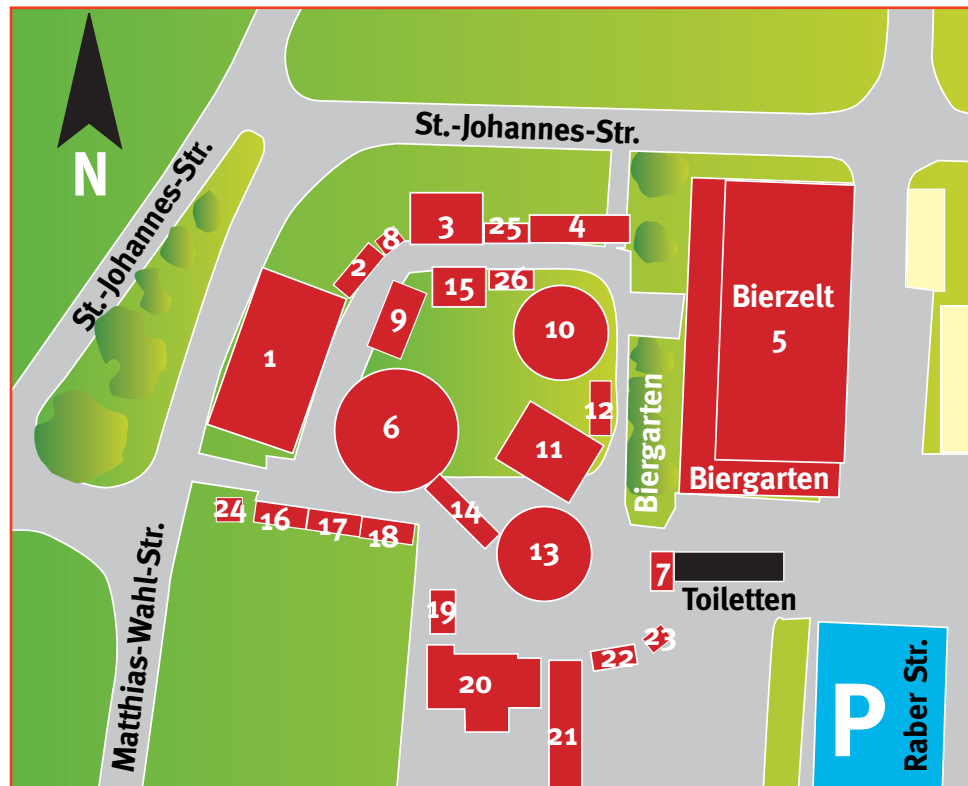 St.-Johannes-Str.
St.-Johannes-Str.
N
3
25
4
8
2
15
26
Bierzelt
5
9
10
1
12
6
11
Biergarten
Biergarten
24
16
17
18
14
13
7
Toiletten
19
23
22
20
21
Matthias-Wahl-Str.
P
Raber Str.